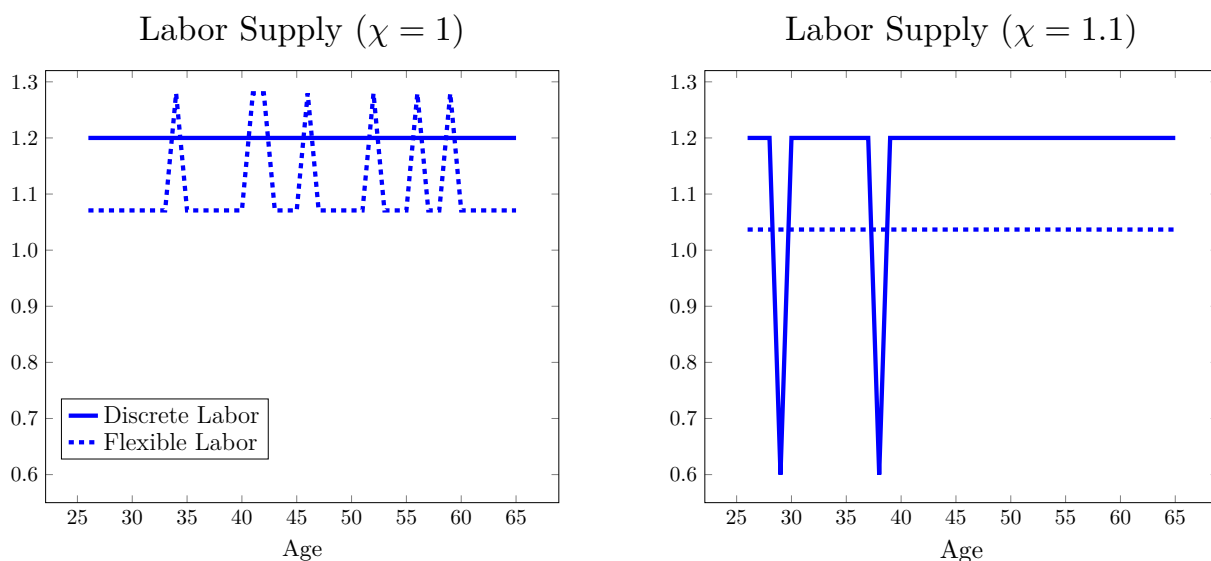 Labor Supply (χ = 1)
1.3
1.2
1.1
1.0
0.9
0.8
0.7
0.6
Discrete Labor
Flexible Labor
25 30 35 40 45 50 55 60 65
Age
Labor Supply (χ = 1.1)
1.3
1.2
1.1
1.0
0.9
0.8
0.7
0.6
25 30 35 40 45 50 55 60 65
Age